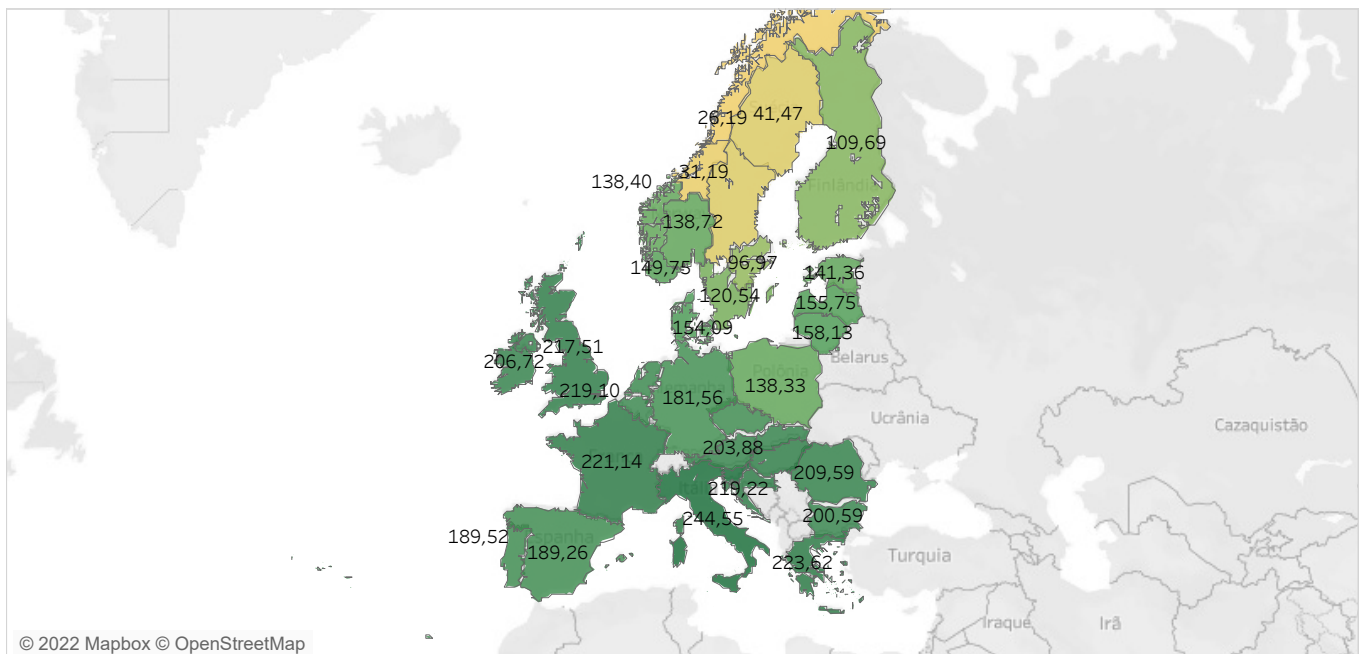 26,19
41,47
109,69
Finlândia
31,19
138,40
138,72
149,75
96,97
120,54
141,36
155,75
154,09
158,13
Belarus
217,51
206,72
219,10
Polônia
138,33
181,56
Ucrânia
Cazaquistão
203,88
221,14
209,59
219,22
244,55
200,59
189,52
Espanha
189,26
223,62
Turquia
Iraque
Irã
© 2022 Mapbox © OpenStreetMap